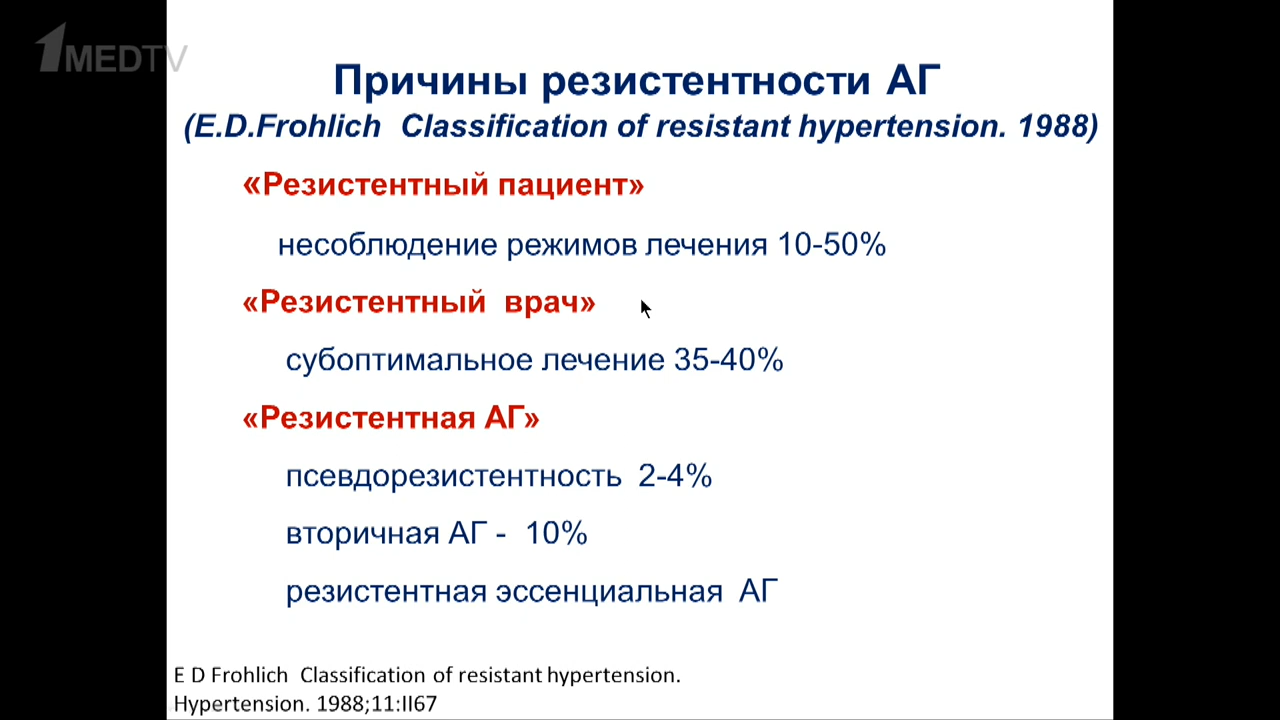 1MEDTV
Причины резистентности АГ
(E.D.Frohlich Classification of resistant hypertension. 1988)
«Резистентный пациент»
несоблюдение режимов лечения 10-50%
«Резистентный врач»
субоптимальное лечение 35-40%
«Резистентная АГ»
псевдорезистентность 2-4%
вторичная АГ - 10%
резистентная эссенциальная АГ
E D Frohlich Classification of resistant hypertension.
Hypertension. 1988;11:II67